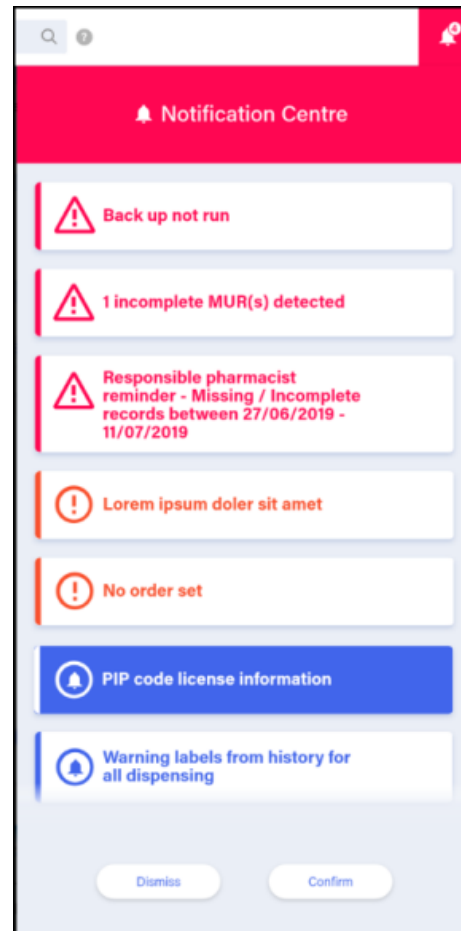 ?
4
Notification Centre
Back up not run
1 incomplete MUR(s) detected
Responsible pharmacist
reminder - Missing / Incomplete
records between 27/06/2019 -
11/07/2019
Lorem ipsum doler sit amet
No order set
PIP code license information
Warning labels from history for
all dispensing
Dismiss
Confirm